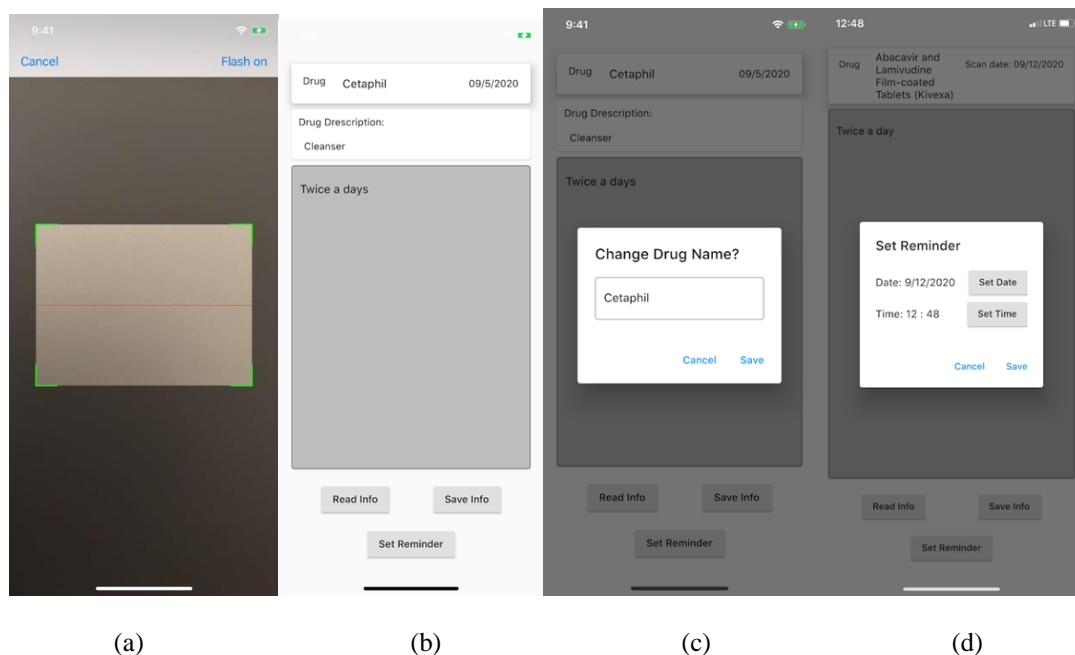 9:41
Cancel Flash on
Drug Cetaphil 09/5/2020
Drug Drescription:
Cleanser
Twice a days
Read Info Save Info
Set Reminder
9:41
Drug Cetaphil 09/5/2020
Drug Drescription:
Cleanser
Twice a days
Change Drug Name?
Cetaphil
Cancel Save
Read Info Save Info
Set Reminder
12:48 LTE
Drug Abacavir and Scan date: 09/12/2020
Lamivudine
Film-coated
Tablets (Kivexa)
Twice a day
Set Reminder
Date: 9/12/2020 Set Date
Time: 12 : 48 Set Time
Cancel Save
Read Info Save Info
Set Reminder
(a) (b) (c) (d)